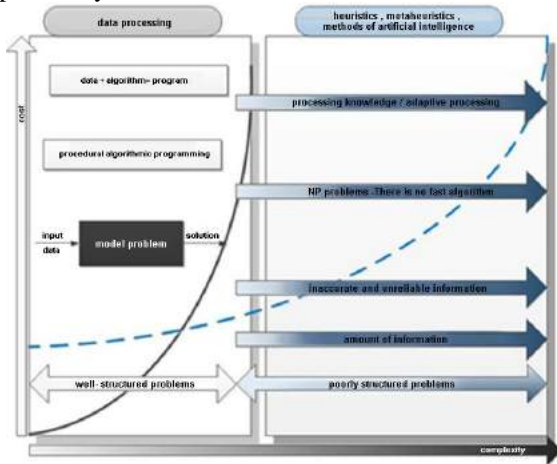 data processing
heuristics , metaheuristics ,
methods of artificial intelligence
data + algorithm= program
processing knowledge / adaptive processing
cost
procedural algorithmic programming
NP problems -There is no fast algorithm
input
data
model problem
solution
inaccurate and unreliable information
amount of information
well- structured problems
poorly structured problems
complexity